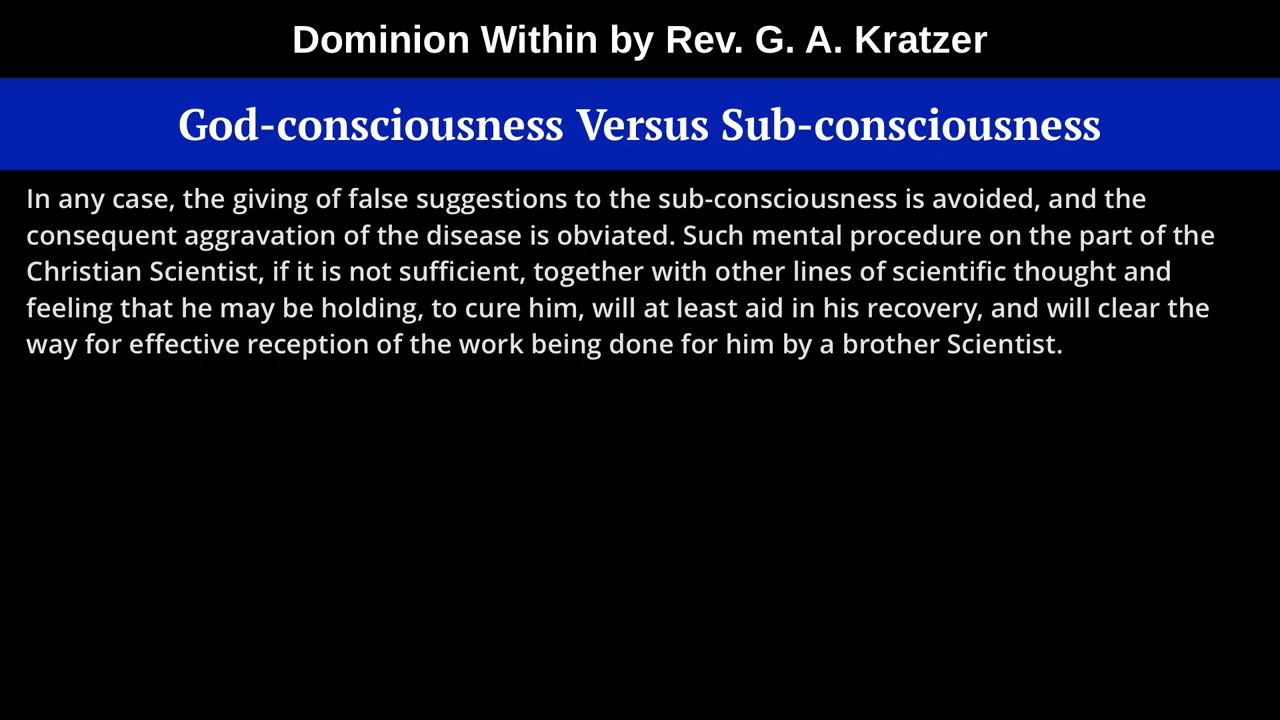 Dominion Within by Rev. G. A. Kratzer
God-consciousness Versus Sub-consciousness
In any case, the giving of false suggestions to the sub-consciousness is avoided, and the
consequent aggravation of the disease is obviated. Such mental procedure on the part of the
Christian Scientist, if it is not sufficient, together with other lines of scientific thought and
feeling that he may be holding, to cure him, will at least aid in his recovery, and will clear the
way for effective reception of the work being done for him by a brother Scientist.